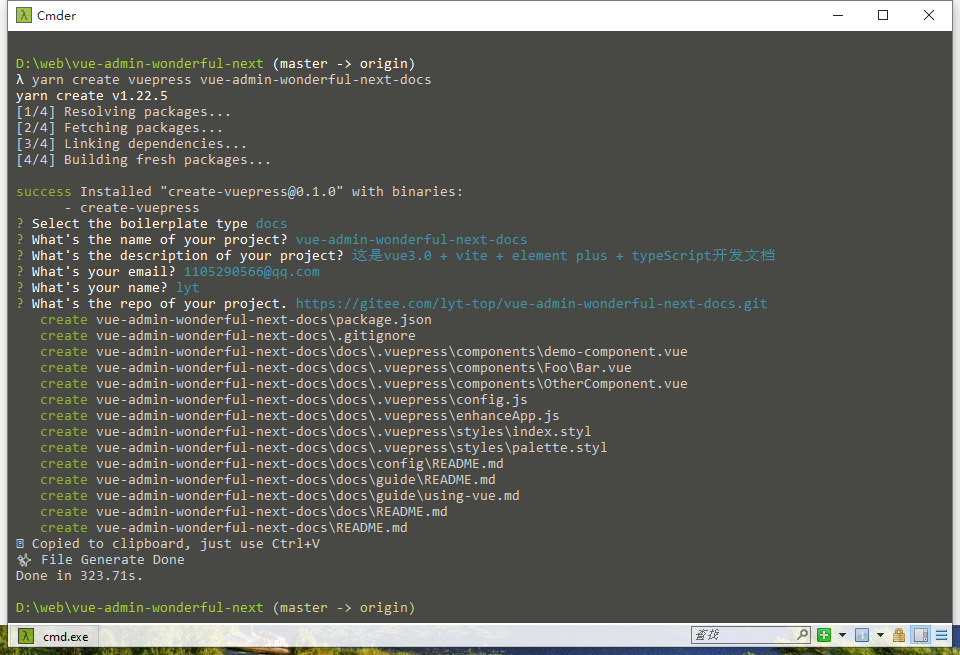 Cmder
D:\web\vue-admin-wonderful-next (master -> origin)
λ yarn create vuepress vue-admin-wonderful-next-docs
yarn create v1.22.5
[1/4] Resolving packages...
[2/4] Fetching packages...
[3/4] Linking dependencies...
[4/4] Building fresh packages...
success Installed "create-vuepress@0.1.0" with binaries:
- create-vuepress
? Select the boilerplate type docs
? What's the name of your project? vue-admin-wonderful-next-docs
? What's the description of your project? 这是vue3.0 + vite + element plus + typeScript开发文档
? What's your email? 1105290566@qq.com
? What's your name? lyt
? What's the repo of your project. https://gitee.com/lyt-top/vue-admin-wonderful-next-docs.git
create vue-admin-wonderful-next-docs\package.json
create vue-admin-wonderful-next-docs\.gitignore
create vue-admin-wonderful-next-docs\docs\.vuepress\components\demo-component.vue
create vue-admin-wonderful-next-docs\docs\.vuepress\components\Foo\Bar.vue
create vue-admin-wonderful-next-docs\docs\.vuepress\components\OtherComponent.vue
create vue-admin-wonderful-next-docs\docs\.vuepress\config.js
create vue-admin-wonderful-next-docs\docs\.vuepress\enhanceApp.js
create vue-admin-wonderful-next-docs\docs\.vuepress\styles\index.styl
create vue-admin-wonderful-next-docs\docs\.vuepress\styles\palette.styl
create vue-admin-wonderful-next-docs\docs\config\README.md
create vue-admin-wonderful-next-docs\docs\guide\README.md
create vue-admin-wonderful-next-docs\docs\guide\using-vue.md
create vue-admin-wonderful-next-docs\docs\README.md
create vue-admin-wonderful-next-docs\README.md
Copied to clipboard, just use Ctrl+V
File Generate Done
Done in 323.71s.
D:\web\vue-admin-wonderful-next (master -> origin)
cmd.exe
查找